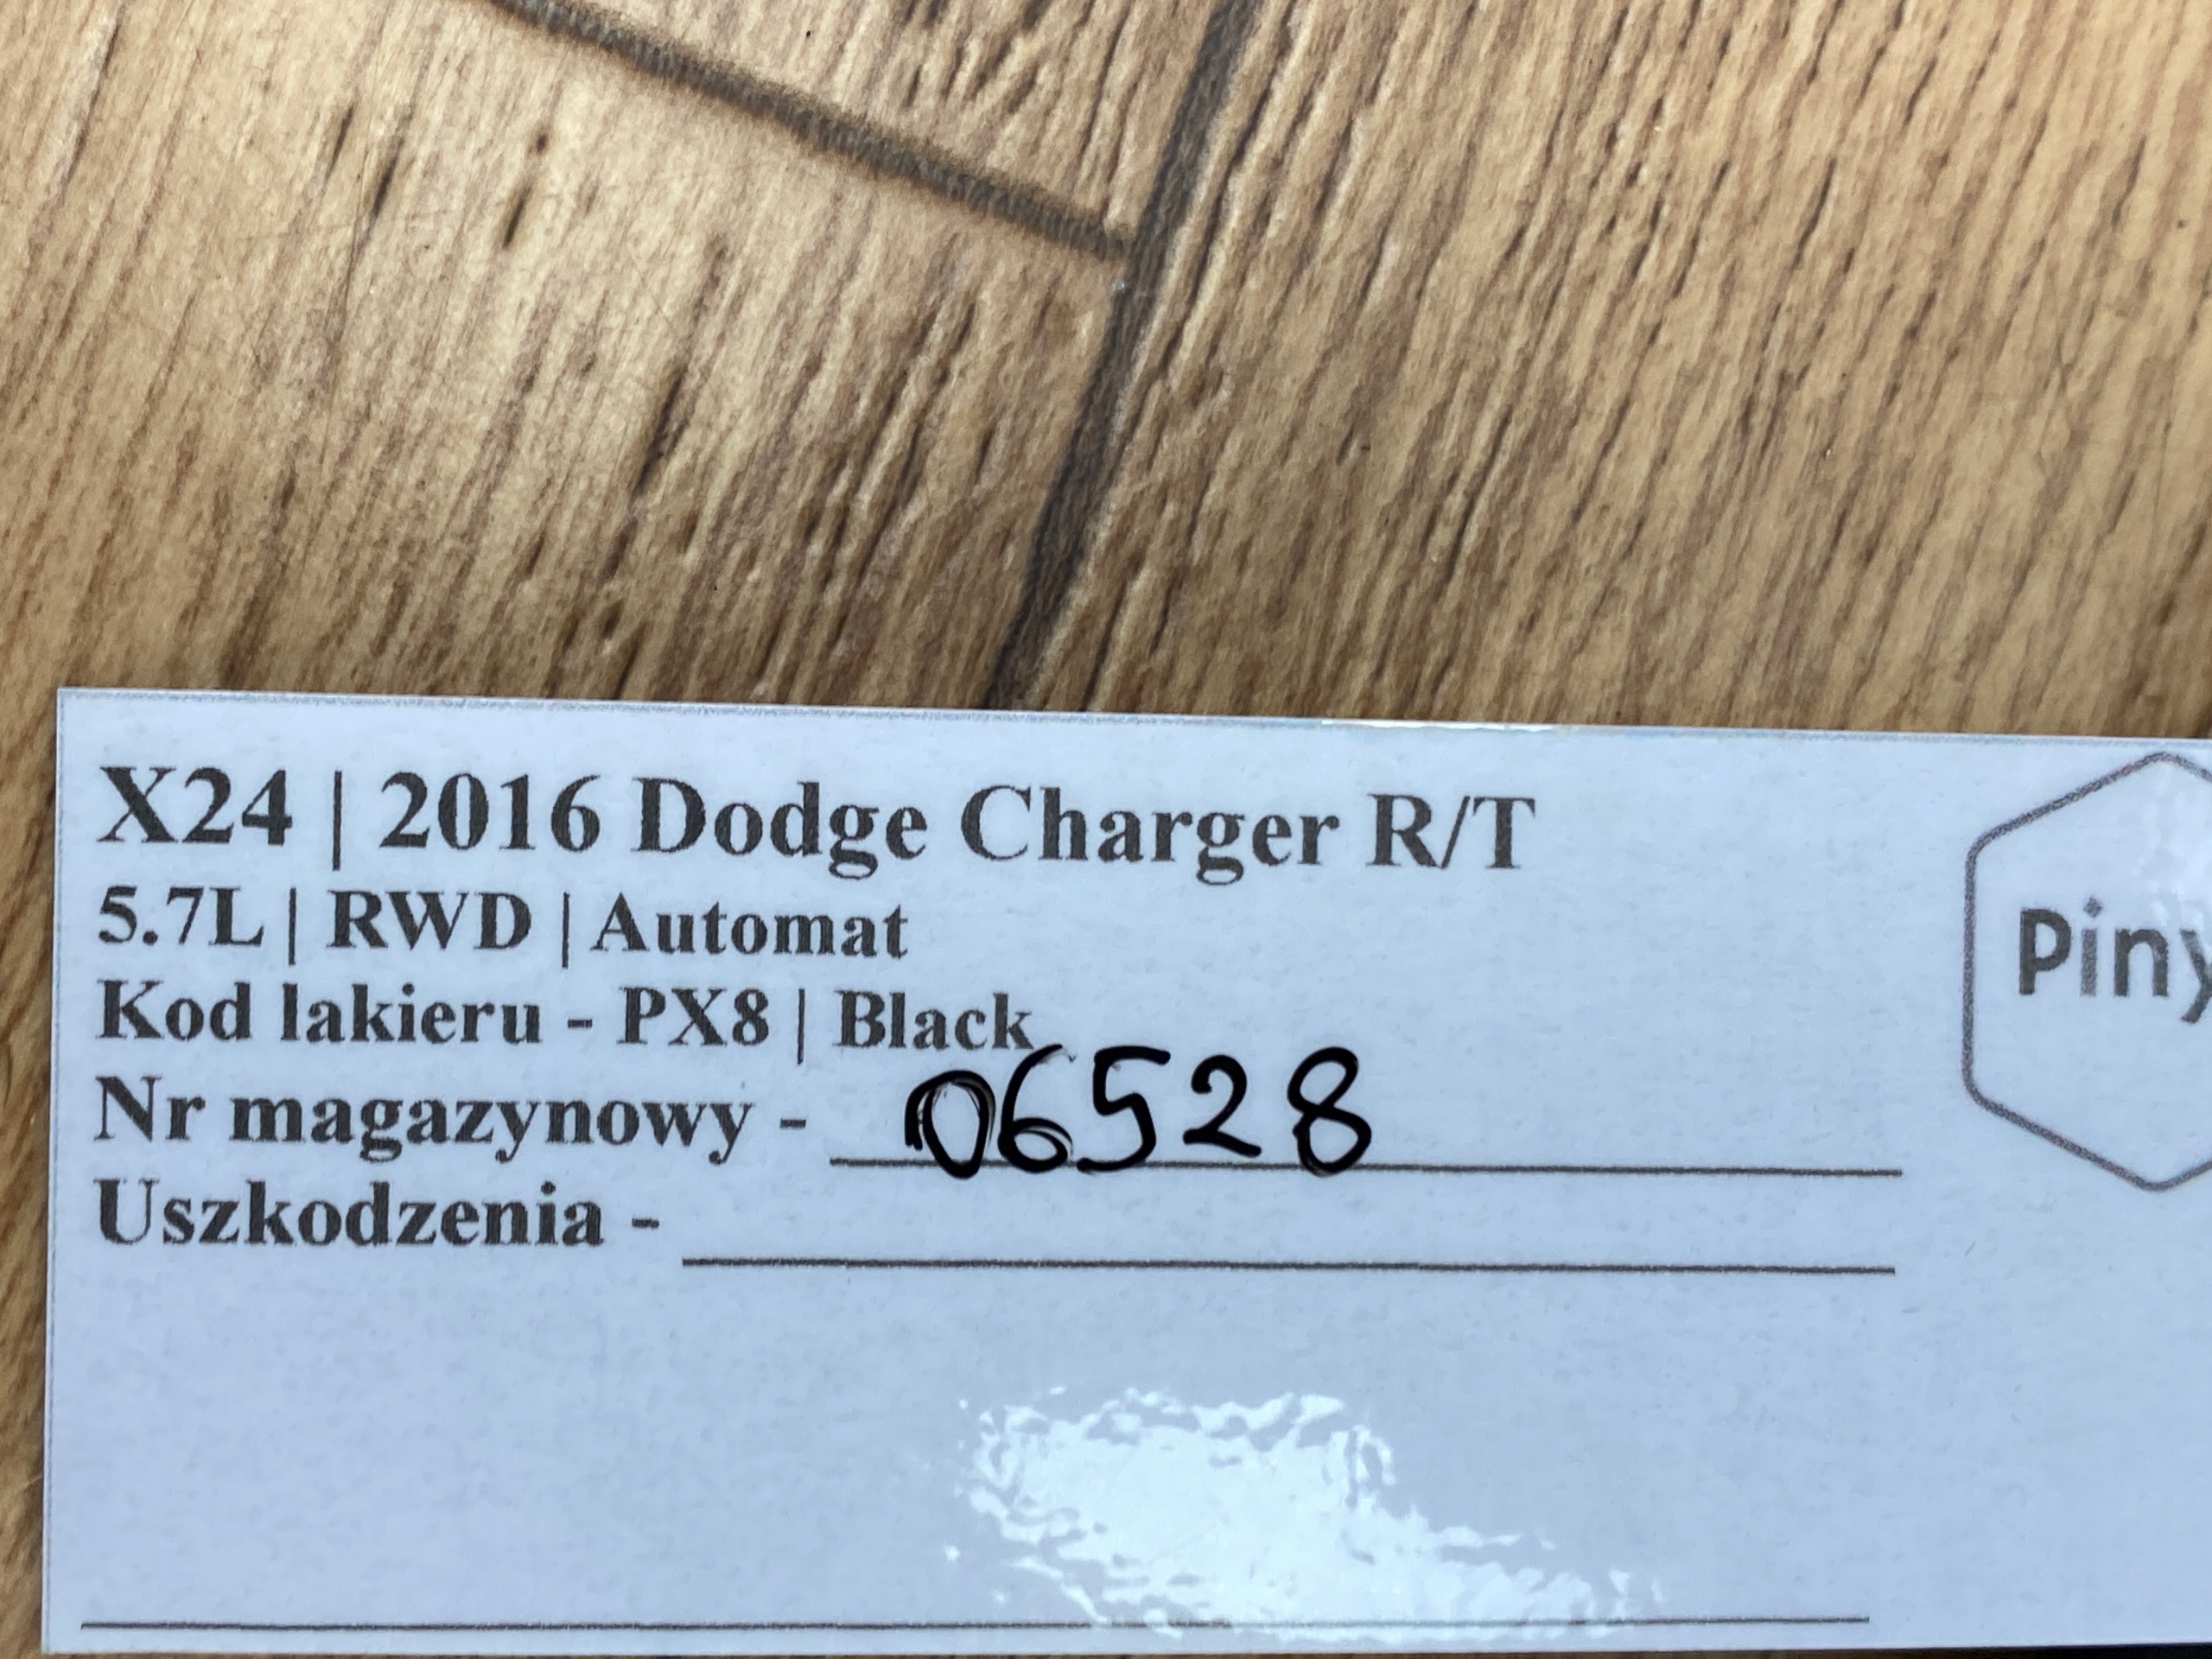 X24 | 2016 Dodge Charger R/T
5.7L | RWD | Automat
Kod lakieru - PX8 | Black
Nr magazynowy - 06528
Uszkodzenia -
Piny